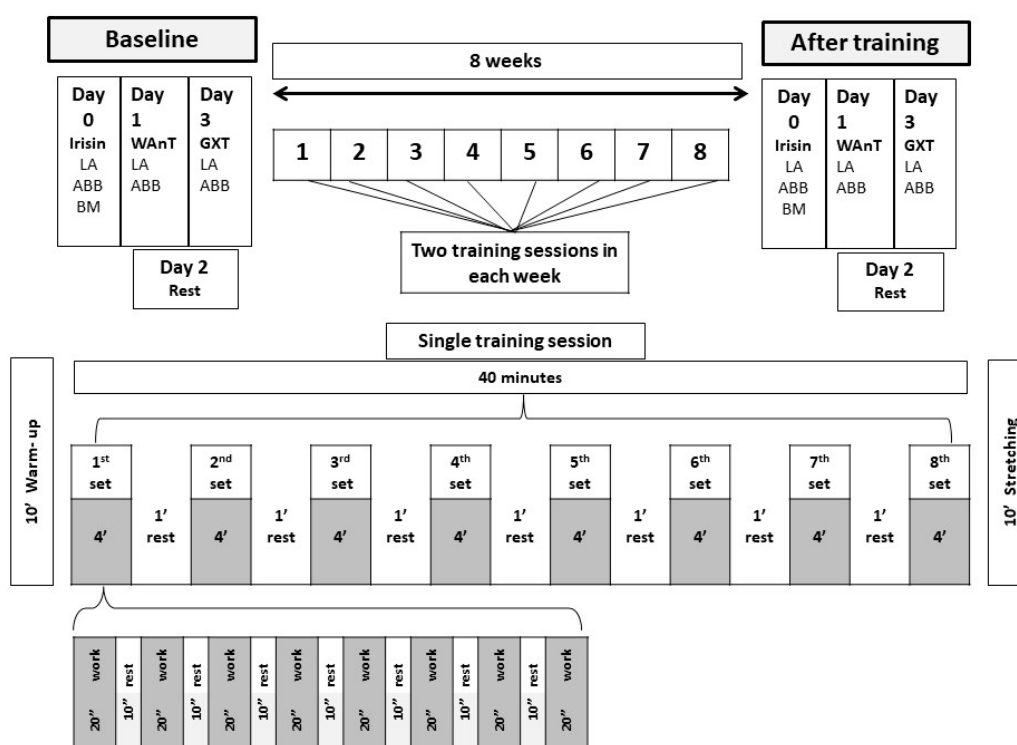 Baseline
8 weeks
After training
Day
0
Irisin
LA
ABB
BM
Day
1
WAnT
LA
ABB
Day
3
GXT
LA
ABB
Day 2
Rest
1 2 3 4 5 6 7 8
Two training sessions in
each week
Day
0
Irisin
LA
ABB
BM
Day
1
WAnT
LA
ABB
Day
3
GXT
LA
ABB
Day 2
Rest
Single training session
40 minutes
10’ Warm- up
1st
set
2nd
set
3rd
set
4th
set
5th
set
6th
set
7th
set
8th
set
4’
1’
rest
4’
1’
rest
4’
1’
rest
4’
1’
rest
4’
1’
rest
4’
1’
rest
4’
1’
rest
4’
10’ Stretching
20” work
10” rest
20” work
10” rest
20” work
10” rest
20” work
10” rest
20” work
10” rest
20” work
10” rest
20” work
10” rest
20” work